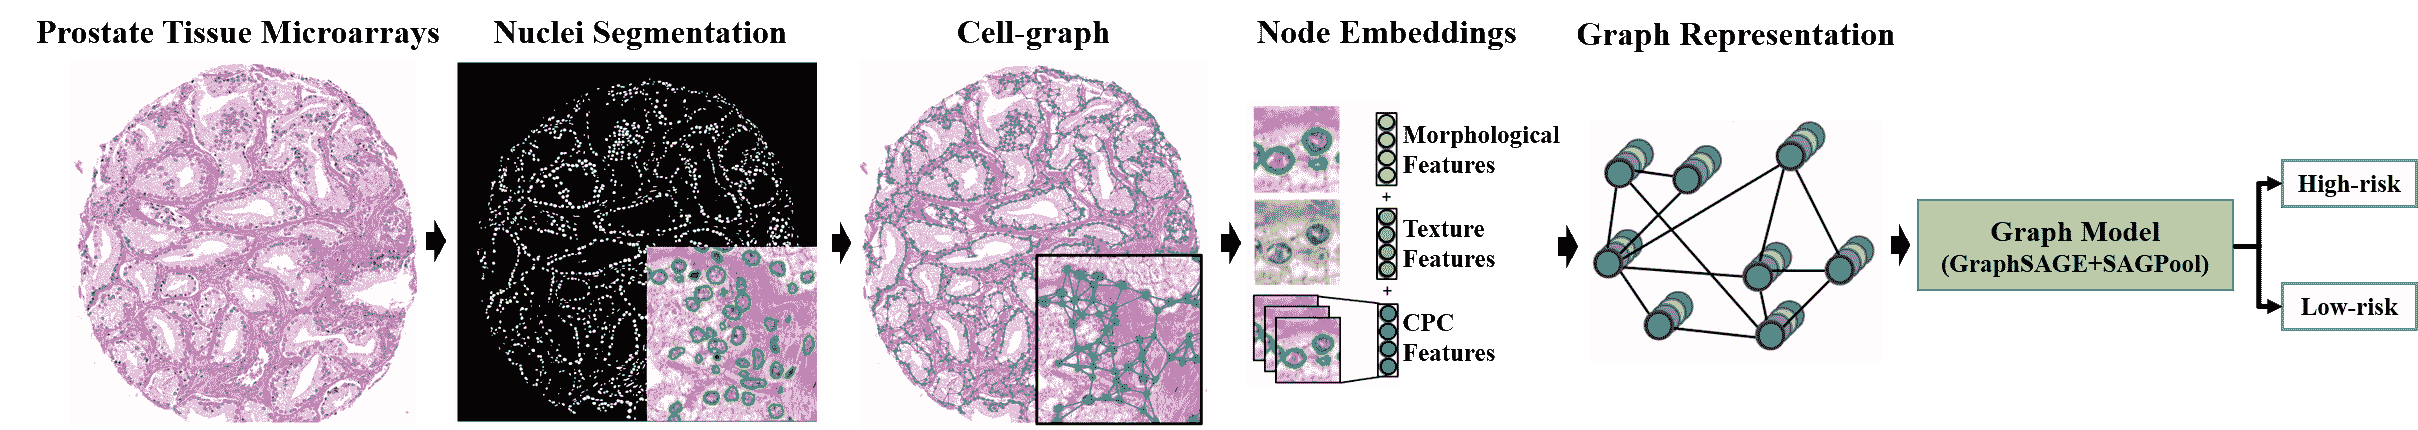 Prostate Tissue Microarrays
Nuclei Segmentation
Cell-graph
Node Embeddings
Graph Representation
Morphological
Features
+
Texture
Features
+
CPC
Features
Graph Model
(GraphSAGE+SAGPool)
High-risk
Low-risk